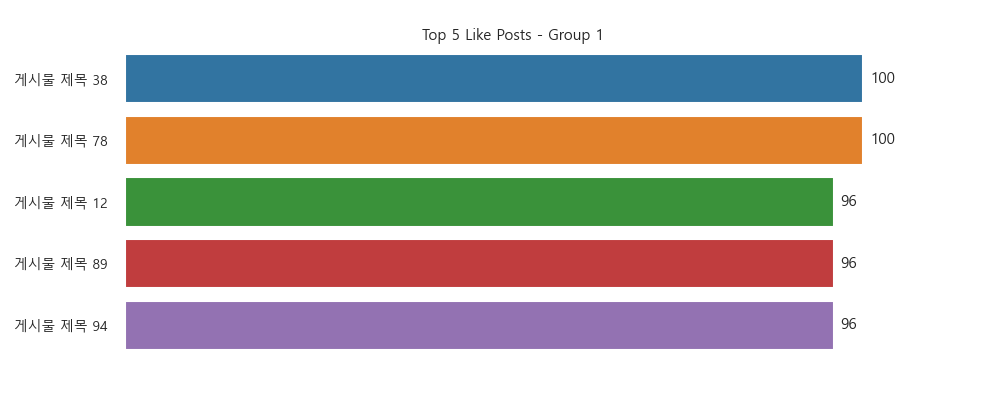 Top 5 Like Posts - Group 1
게시물 제목 38 100
게시물 제목 78 100
게시물 제목 12 96
게시물 제목 89 96
게시물 제목 94 96